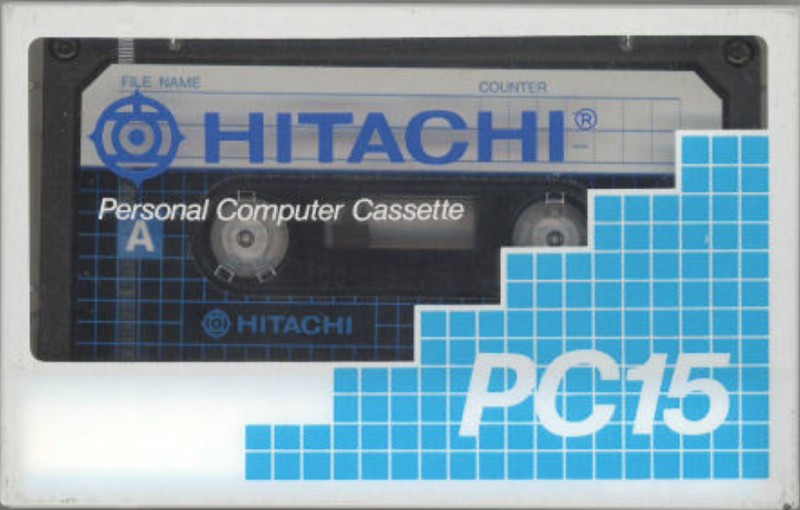 FILE NAME COUNTER
HITACHI®
Personal Computer Cassette
A
HITACHI
PC15